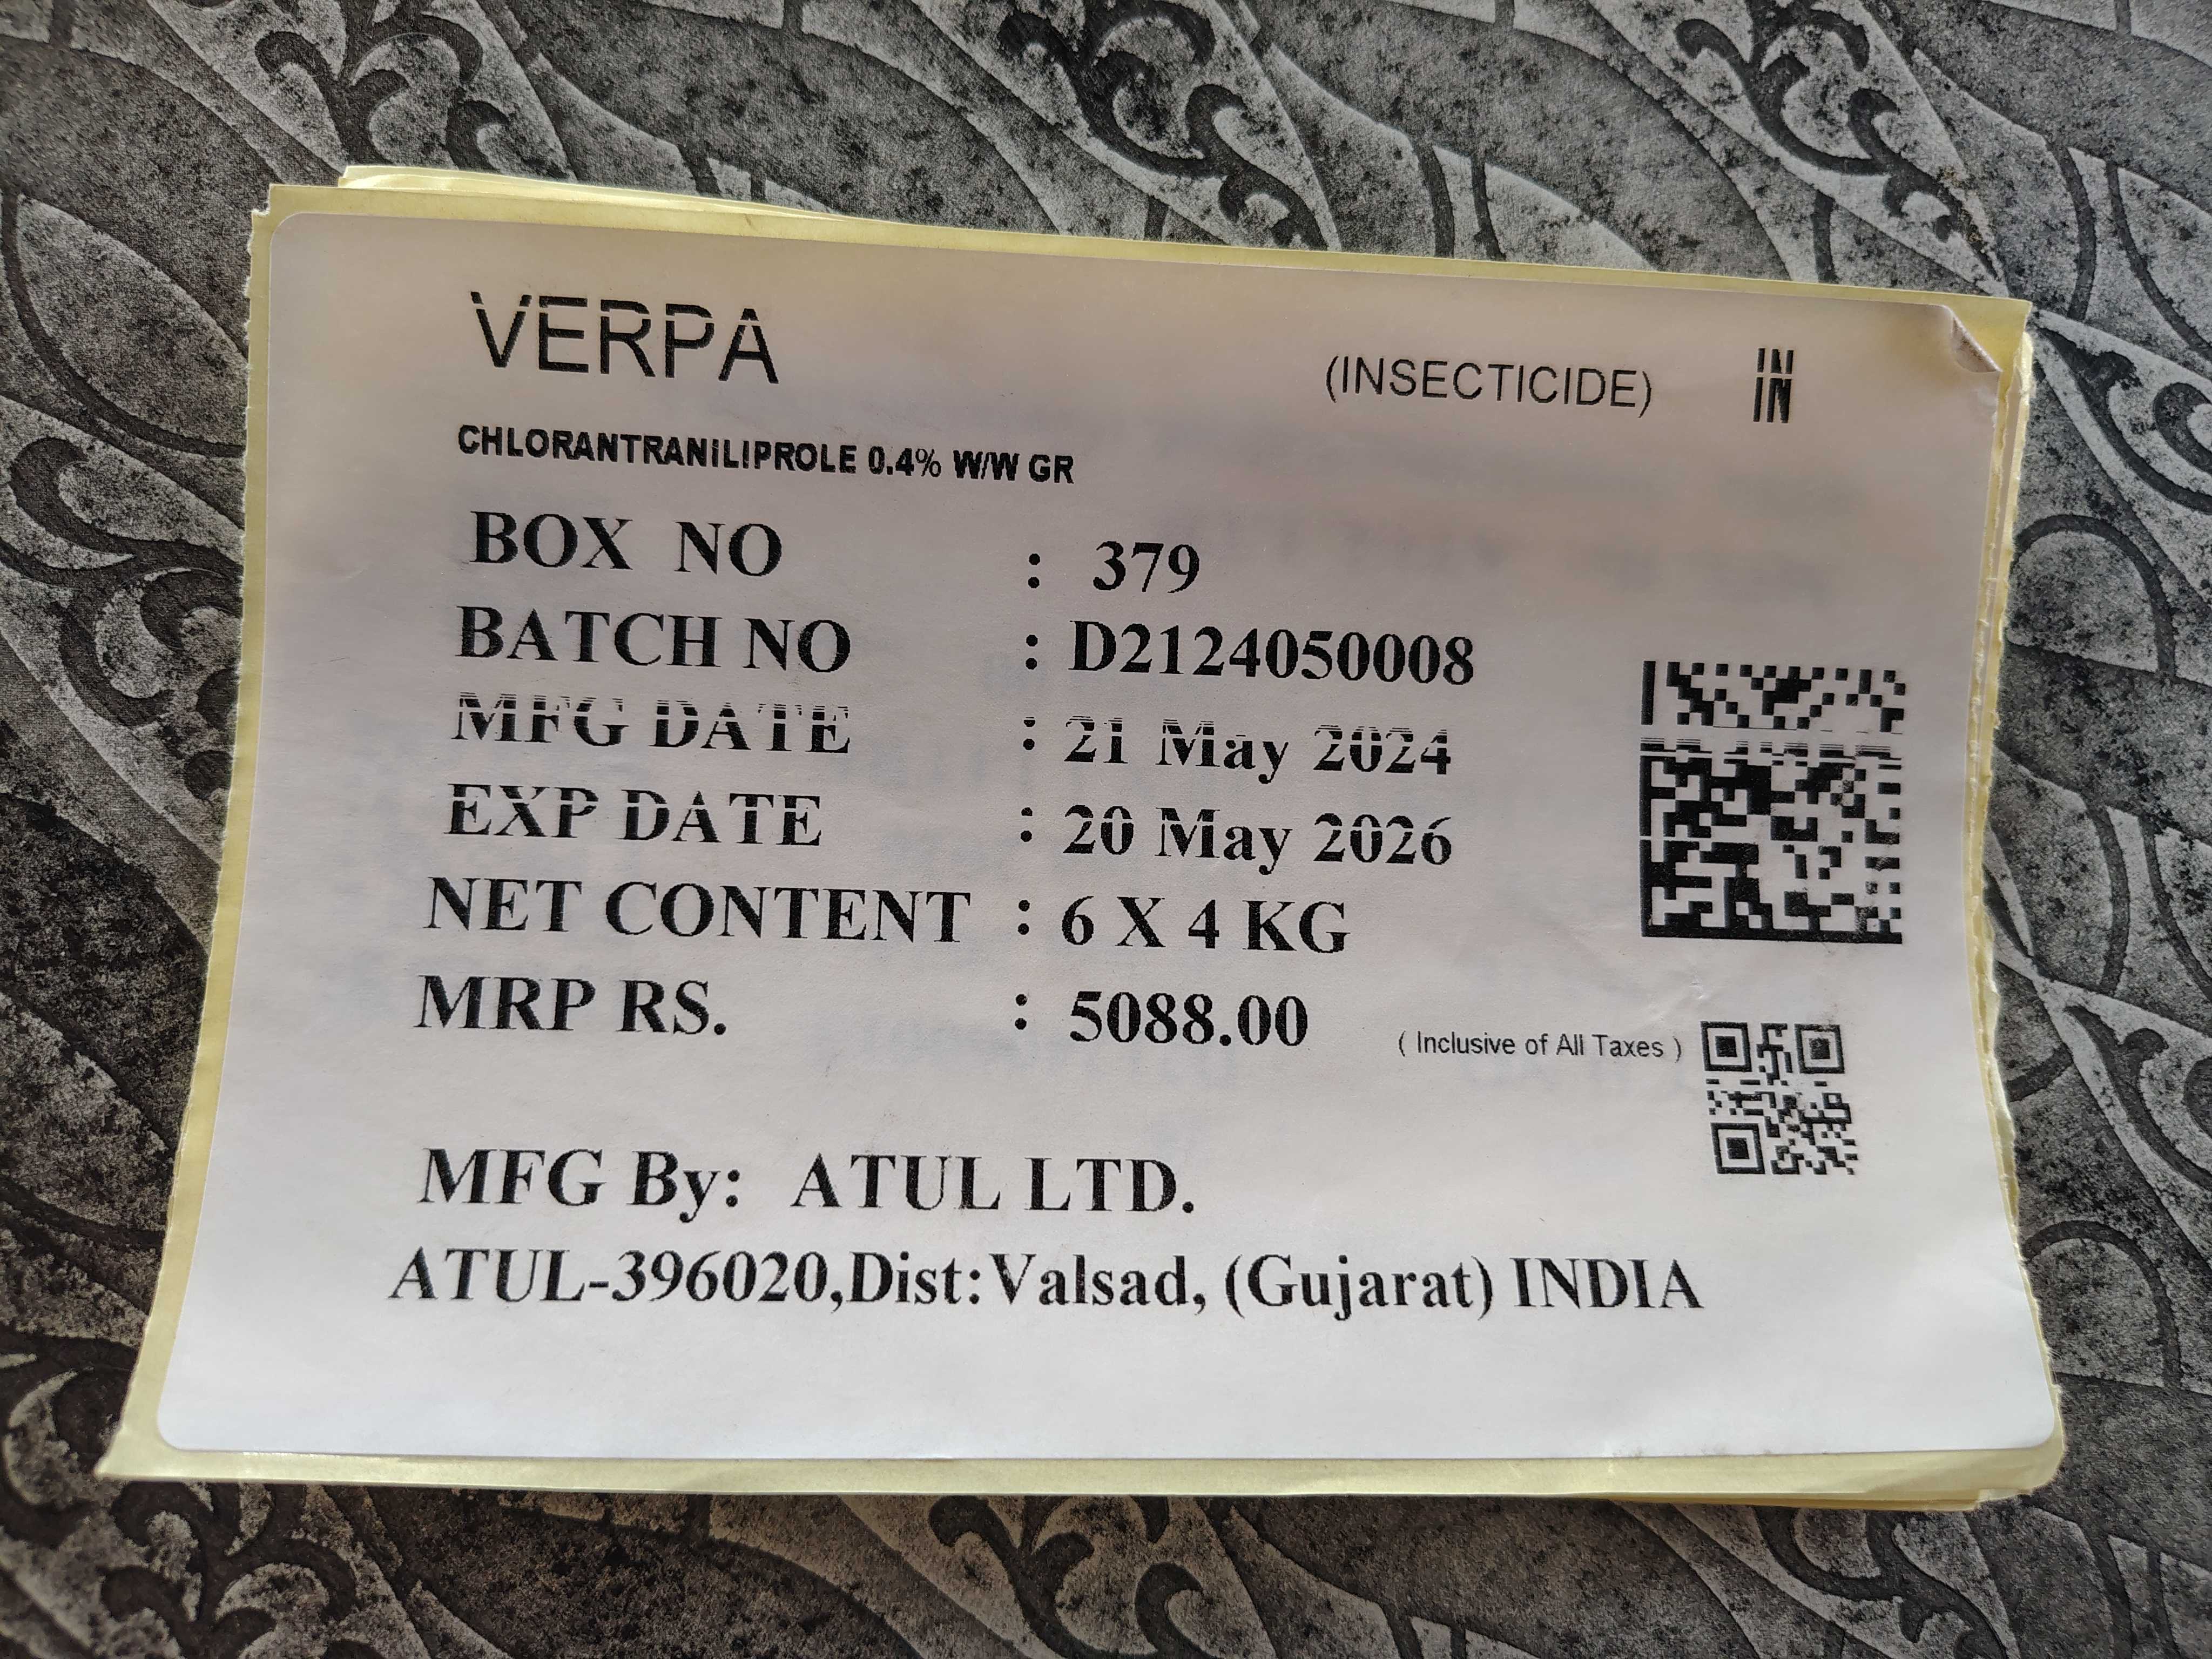 VERPA
(INSECTICIDE) IN
CHLORANTRANILIPROLE 0.4% W/W GR
BOX NO : 379
BATCH NO : D2124050008
MFG DATE : 21 May 2024
EXP DATE : 20 May 2026
NET CONTENT : 6 X 4 KG
MRP RS. : 5088.00 ( Inclusive of All Taxes )
MFG By: ATUL LTD.
ATUL-396020,Dist:Valsad, (Gujarat) INDIA